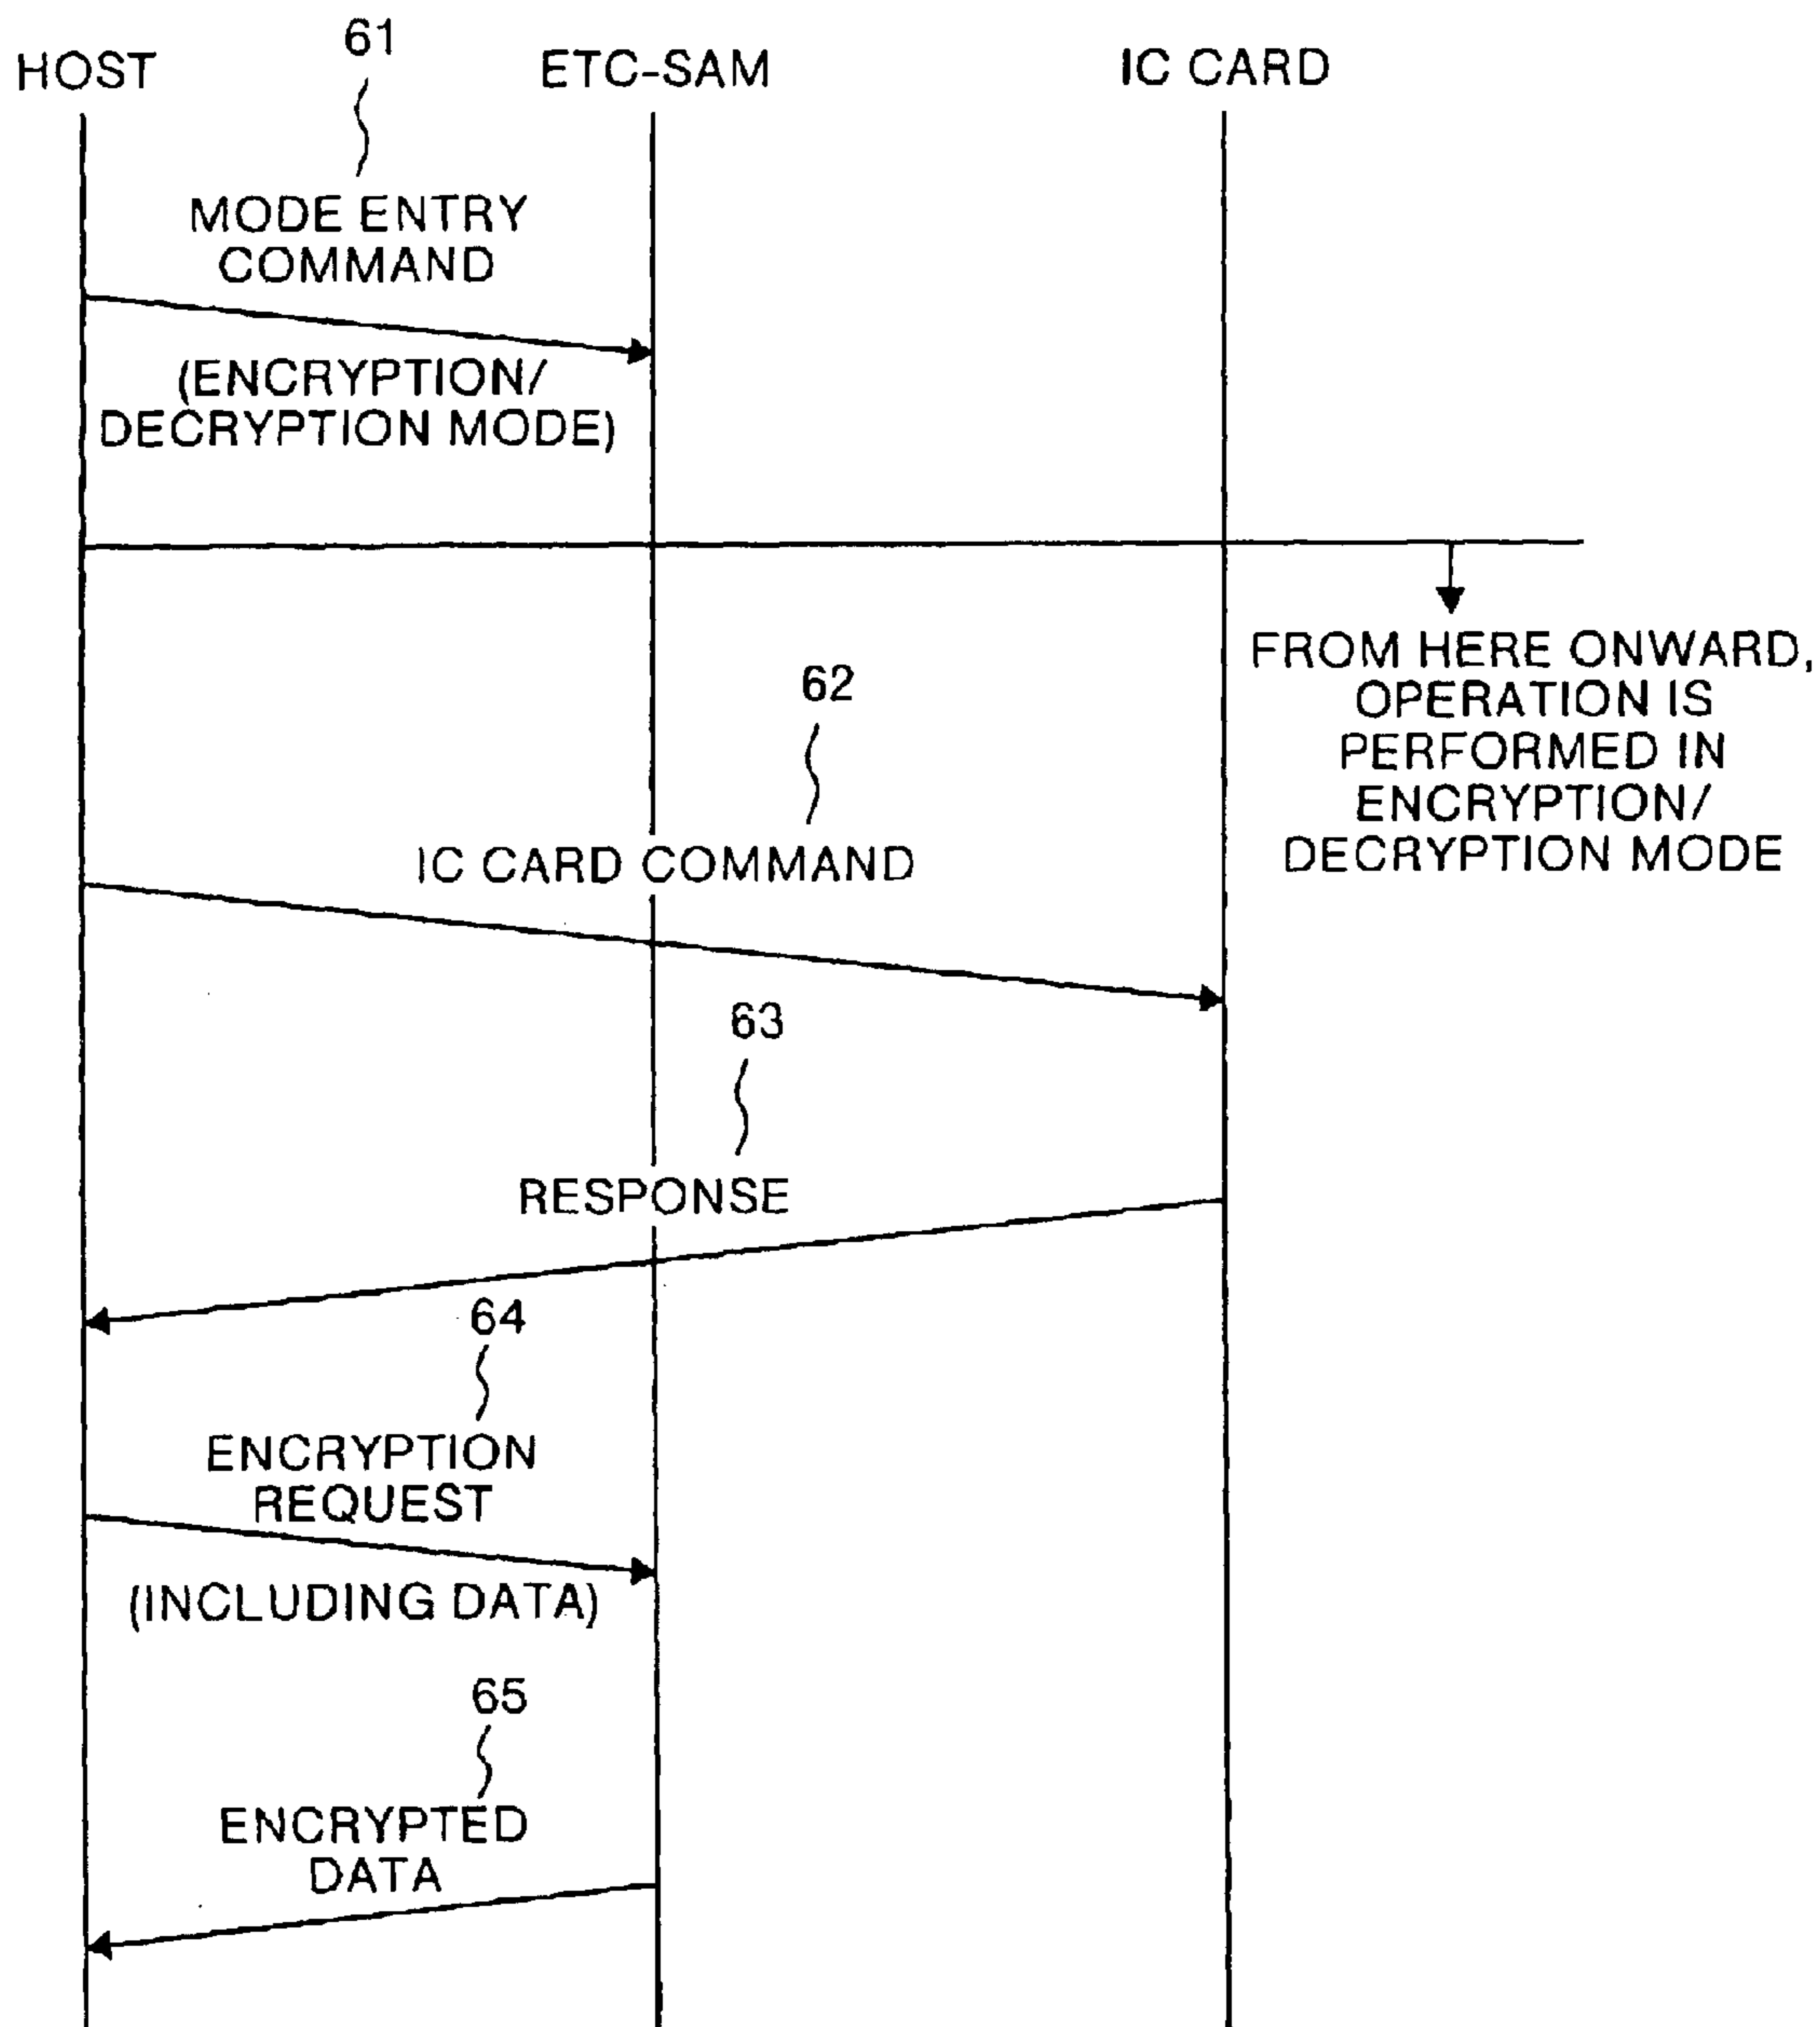 61
HOST
ETC-SAM
IC CARD
MODE ENTRY
COMMAND
(ENCRYPTION/
DECRYPTION MODE)
FROM HERE ONWARD,
OPERATION IS
PERFORMED IN
ENCRYPTION/
DECRYPTION MODE
62
IC CARD COMMAND
63
RESPONSE
64
ENCRYPTION
REQUEST
(INCLUDING DATA)
65
ENCRYPTED
DATA